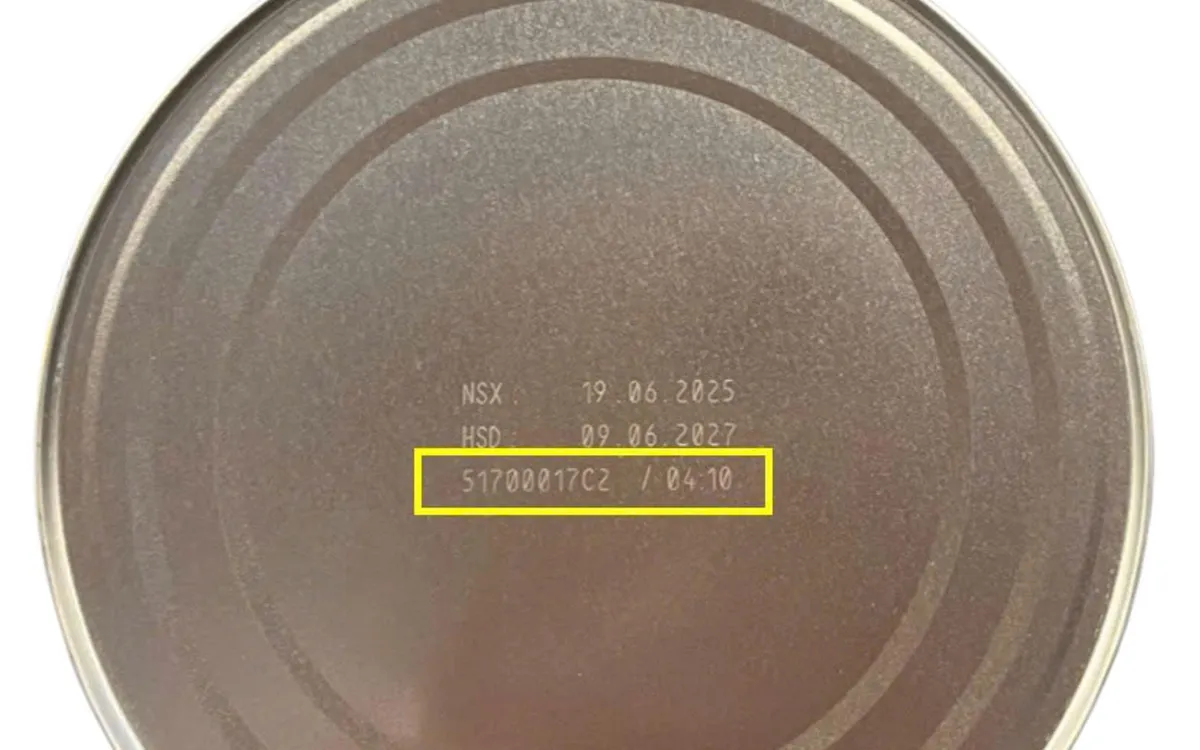 NSX : 19.06.2025
HSD : 09.06.2027
51700017C2 / 04:10